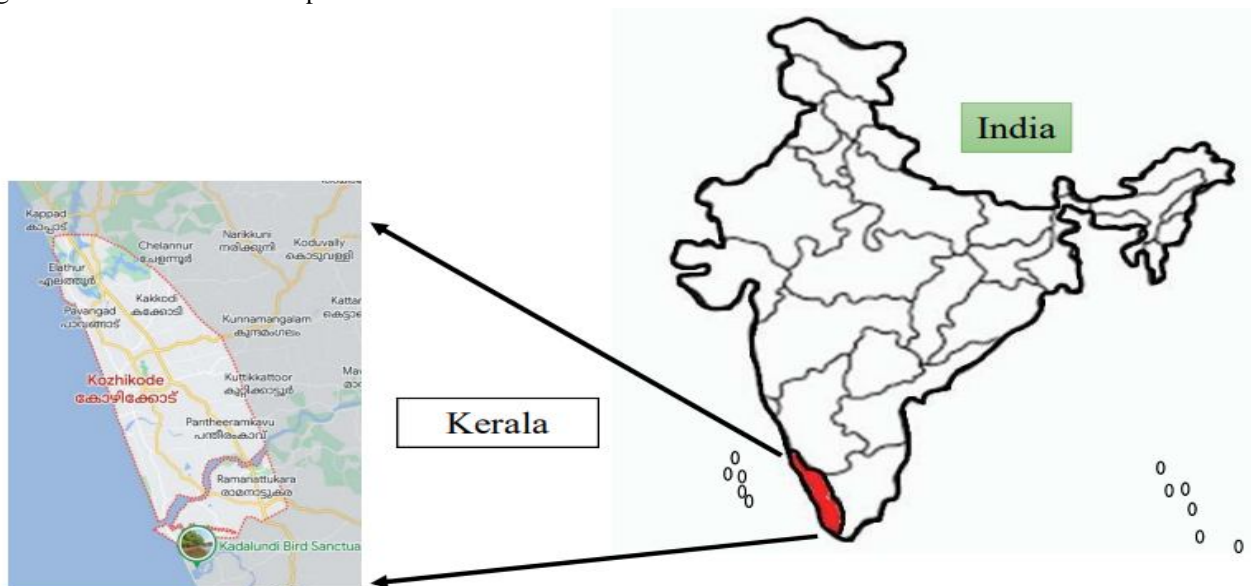 India
Kappad
കാപ്പാട്
Narikkuni
നരിക്കുനി
Chelannur
ചേളന്നൂർ
Koduvally
കൊടുവള്ളി
Elathur
എലത്തൂർ
Kakkodi
കക്കോടി
Pavangad
പാവങ്ങാട്
Kunnamangalam
കുന്ദമംഗലം
Kozhikode
കോഴിക്കോട്
Kuttikkattoor
കുറ്റിക്കാട്ടൂർ
Kerala
Pantheeramkavu
പന്തീരംകാവ്
Ramanattukara
രാമനാട്ടുകര
Kadalundi Bird Sanctua